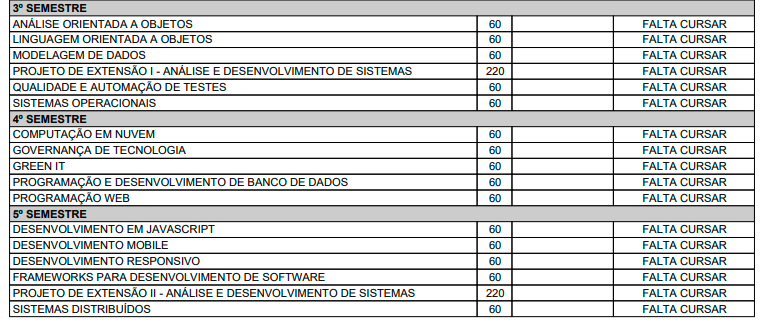 3º SEMESTRE
ANÁLISE ORIENTADA A OBJETOS 60 FALTA CURSAR
LINGUAGEM ORIENTADA A OBJETOS 60 FALTA CURSAR
MODELAGEM DE DADOS 60 FALTA CURSAR
PROJETO DE EXTENSÃO I - ANÁLISE E DESENVOLVIMENTO DE SISTEMAS 220 FALTA CURSAR
QUALIDADE E AUTOMAÇÃO DE TESTES 60 FALTA CURSAR
SISTEMAS OPERACIONAIS 60 FALTA CURSAR
4º SEMESTRE
COMPUTAÇÃO EM NUVEM 60 FALTA CURSAR
GOVERNANÇA DE TECNOLOGIA 60 FALTA CURSAR
GREEN IT 60 FALTA CURSAR
PROGRAMAÇÃO E DESENVOLVIMENTO DE BANCO DE DADOS 60 FALTA CURSAR
PROGRAMAÇÃO WEB 60 FALTA CURSAR
5º SEMESTRE
DESENVOLVIMENTO EM JAVASCRIPT 60 FALTA CURSAR
DESENVOLVIMENTO MOBILE 60 FALTA CURSAR
DESENVOLVIMENTO RESPONSIVO 60 FALTA CURSAR
FRAMEWORKS PARA DESENVOLVIMENTO DE SOFTWARE 60 FALTA CURSAR
PROJETO DE EXTENSÃO II - ANÁLISE E DESENVOLVIMENTO DE SISTEMAS 220 FALTA CURSAR
SISTEMAS DISTRIBUÍDOS 60 FALTA CURSAR